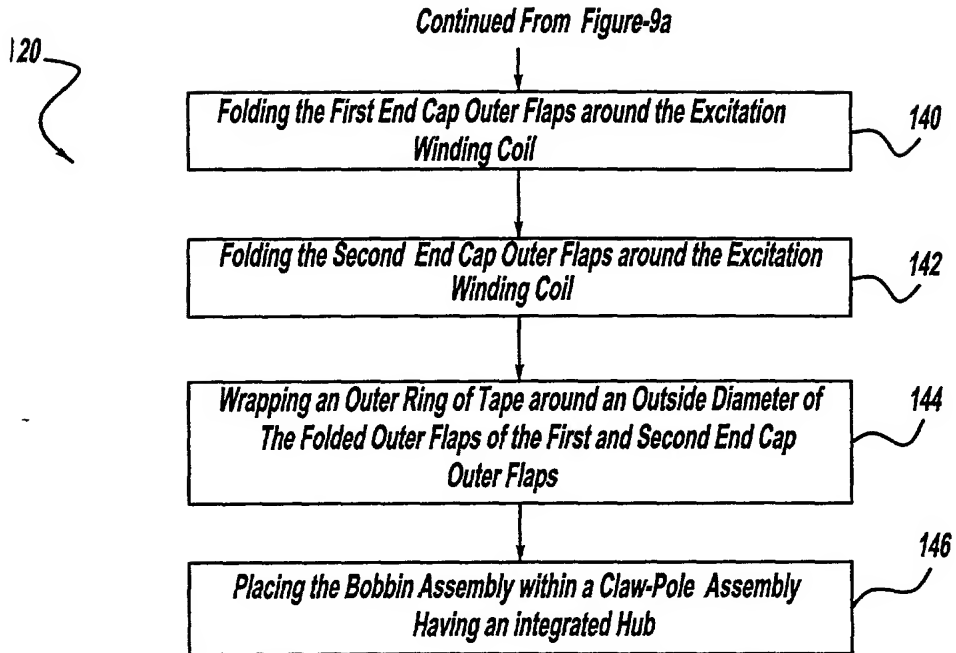 Continued From Figure-9a
120
Folding the First End Cap Outer Flaps around the Excitation
Winding Coil
140
Folding the Second End Cap Outer Flaps around the Excitation
Winding Coil
142
Wrapping an Outer Ring of Tape around an Outside Diameter of
The Folded Outer Flaps of the First and Second End Cap
Outer Flaps
144
Placing the Bobbin Assembly within a Claw-Pole Assembly
Having an integrated Hub
146